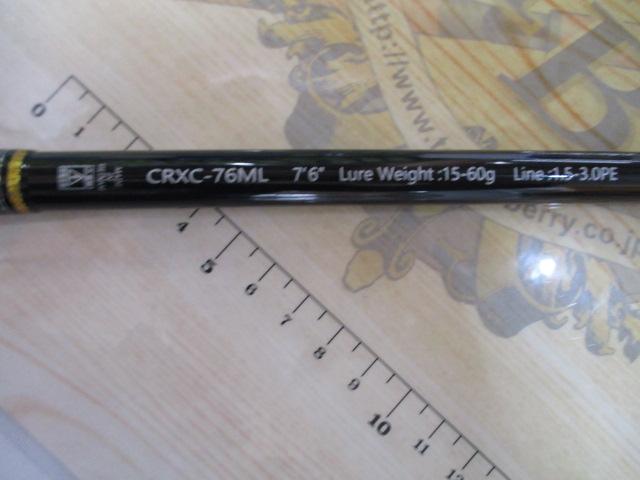 http://www.t
B
0 1
CRXC-76ML 7'6" Lure Weight :15-60g Line :1.5-3.0PE
berry.co.jp
4 5 6 7 8 9 10 11 12